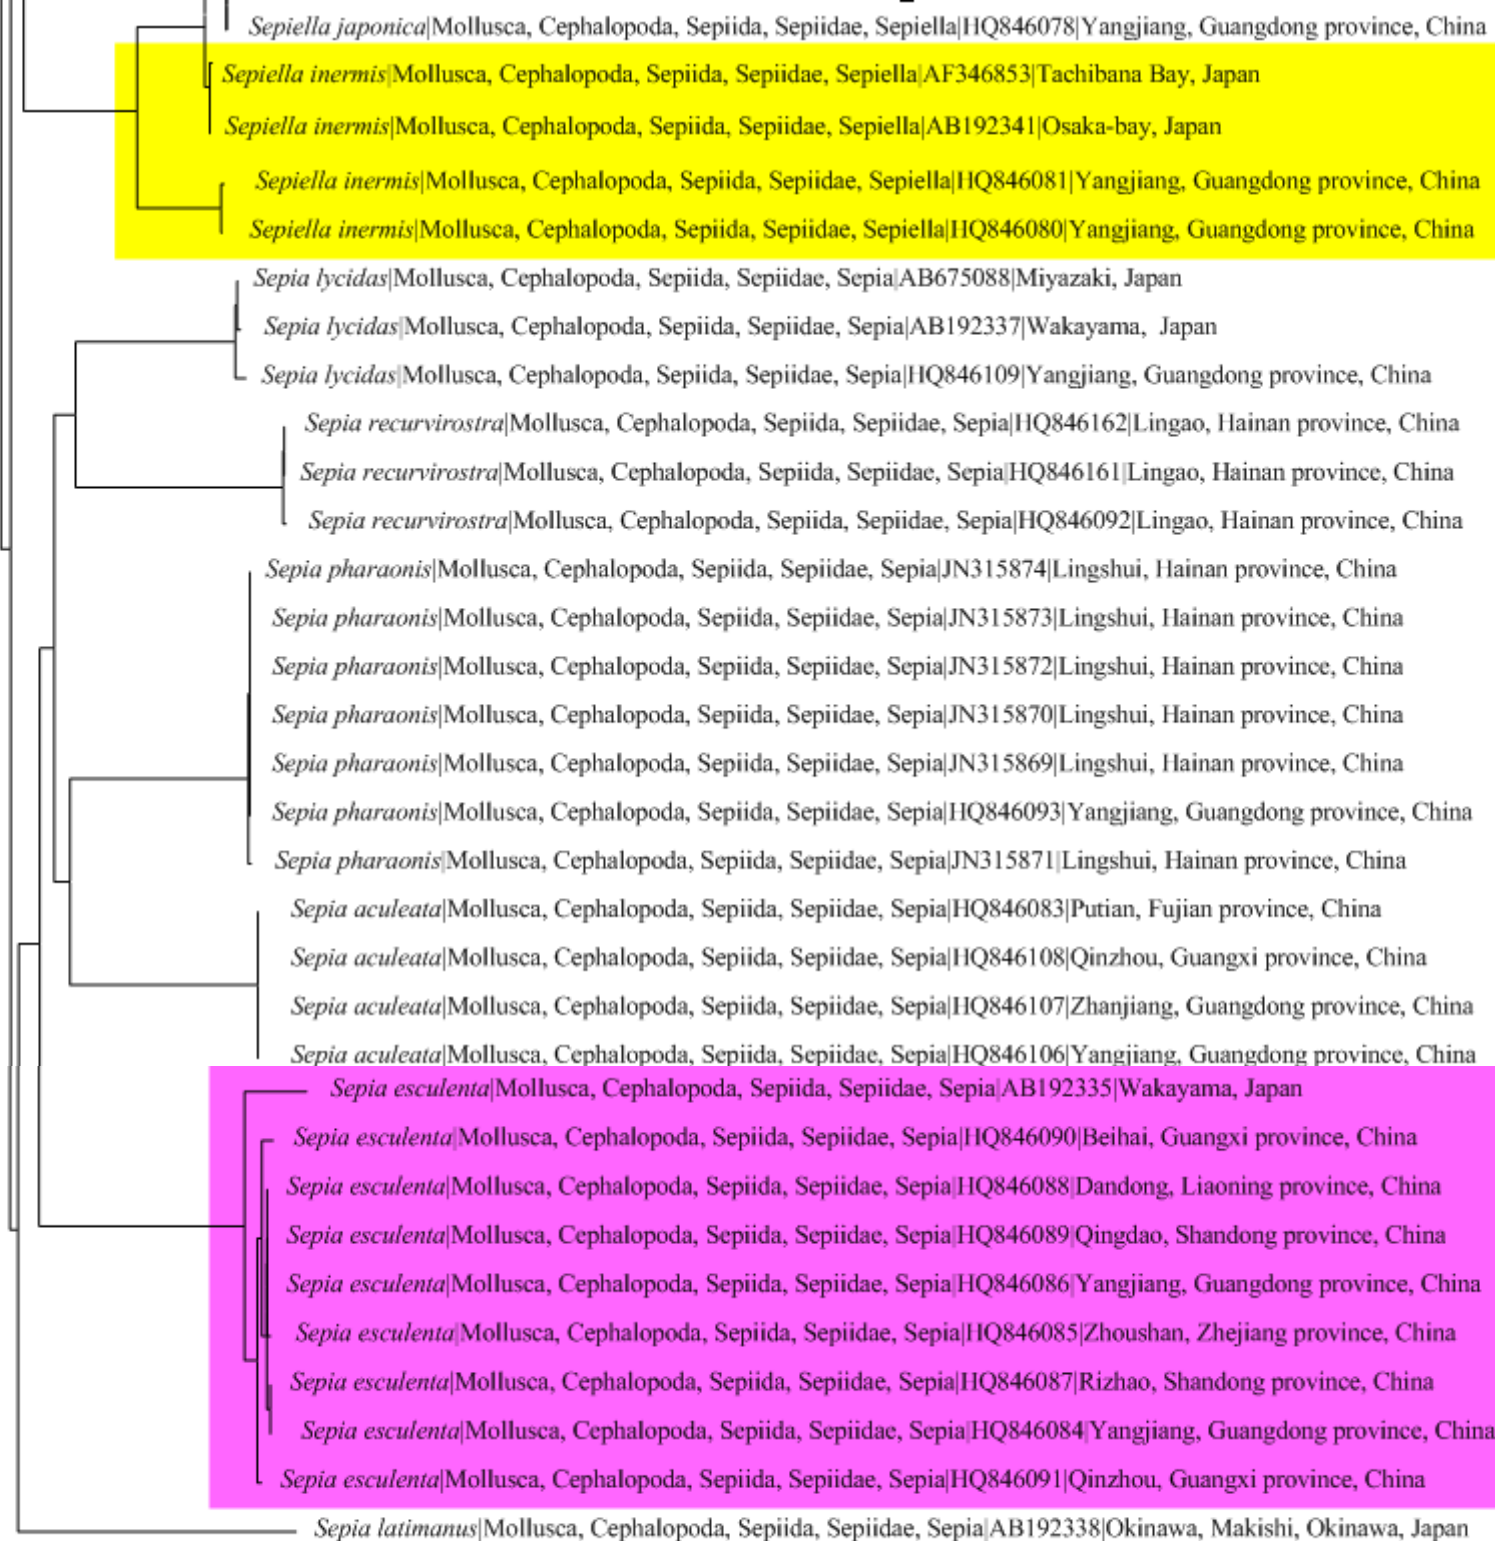 Sepiella japonica|Mollusca, Cephalopoda, Sepiida, Sepiidae, Sepiella|HQ846078|Yangjiang, Guangdong province, China
Sepiella inermis|Mollusca, Cephalopoda, Sepiida, Sepiidae, Sepiella|AF346853|Tachibana Bay, Japan
Sepiella inermis|Mollusca, Cephalopoda, Sepiida, Sepiidae, Sepiella|AB192341|Osaka-bay, Japan
Sepiella inermis|Mollusca, Cephalopoda, Sepiida, Sepiidae, Sepiella|HQ846081|Yangjiang, Guangdong province, China
Sepiella inermis|Mollusca, Cephalopoda, Sepiida, Sepiidae, Sepiella|HQ846080|Yangjiang, Guangdong province, China
Sepia lycidas|Mollusca, Cephalopoda, Sepiida, Sepiidae, Sepia|AB675088|Miyazaki, Japan
Sepia lycidas|Mollusca, Cephalopoda, Sepiida, Sepiidae, Sepia|AB192337|Wakayama, Japan
Sepia lycidas|Mollusca, Cephalopoda, Sepiida, Sepiidae, Sepia|HQ846109|Yangjiang, Guangdong province, China
Sepia recurvirostra|Mollusca, Cephalopoda, Sepiida, Sepiidae, Sepia|HQ846162|Lingao, Hainan province, China
Sepia recurvirostra|Mollusca, Cephalopoda, Sepiida, Sepiidae, Sepia|HQ846161|Lingao, Hainan province, China
Sepia recurvirostra|Mollusca, Cephalopoda, Sepiida, Sepiidae, Sepia|HQ846092|Lingao, Hainan province, China
Sepia pharaonis|Mollusca, Cephalopoda, Sepiida, Sepiidae, Sepia|JN315874|Lingshui, Hainan province, China
Sepia pharaonis|Mollusca, Cephalopoda, Sepiida, Sepiidae, Sepia|JN315873|Lingshui, Hainan province, China
Sepia pharaonis|Mollusca, Cephalopoda, Sepiida, Sepiidae, Sepia|JN315872|Lingshui, Hainan province, China
Sepia pharaonis|Mollusca, Cephalopoda, Sepiida, Sepiidae, Sepia|JN315870|Lingshui, Hainan province, China
Sepia pharaonis|Mollusca, Cephalopoda, Sepiida, Sepiidae, Sepia|JN315869|Lingshui, Hainan province, China
Sepia pharaonis|Mollusca, Cephalopoda, Sepiida, Sepiidae, Sepia|HQ846093|Yangjiang, Guangdong province, China
Sepia pharaonis|Mollusca, Cephalopoda, Sepiida, Sepiidae, Sepia|JN315871|Lingshui, Hainan province, China
Sepia aculeata|Mollusca, Cephalopoda, Sepiida, Sepiidae, Sepia|HQ846083|Putian, Fujian province, China
Sepia aculeata|Mollusca, Cephalopoda, Sepiida, Sepiidae, Sepia|HQ846108|Qinzhou, Guangxi province, China
Sepia aculeata|Mollusca, Cephalopoda, Sepiida, Sepiidae, Sepia|HQ846107|Zhanjiang, Guangdong province, China
Sepia aculeata|Mollusca, Cephalopoda, Sepiida, Sepiidae, Sepia|HQ846106|Yangjiang, Guangdong province, China
Sepia esculenta|Mollusca, Cephalopoda, Sepiida, Sepiidae, Sepia|AB192335|Wakayama, Japan
Sepia esculenta|Mollusca, Cephalopoda, Sepiida, Sepiidae, Sepia|HQ846090|Beihai, Guangxi province, China
Sepia esculenta|Mollusca, Cephalopoda, Sepiida, Sepiidae, Sepia|HQ846088|Dandong, Liaoning province, China
Sepia esculenta|Mollusca, Cephalopoda, Sepiida, Sepiidae, Sepia|HQ846089|Qingdao, Shandong province, China
Sepia esculenta|Mollusca, Cephalopoda, Sepiida, Sepiidae, Sepia|HQ846086|Yangjiang, Guangdong province, China
Sepia esculenta|Mollusca, Cephalopoda, Sepiida, Sepiidae, Sepia|HQ846085|Zhoushan, Zhejiang province, China
Sepia esculenta|Mollusca, Cephalopoda, Sepiida, Sepiidae, Sepia|HQ846087|Rizhao, Shandong province, China
Sepia esculenta|Mollusca, Cephalopoda, Sepiida, Sepiidae, Sepia|HQ846084|Yangjiang, Guangdong province, China
Sepia esculenta|Mollusca, Cephalopoda, Sepiida, Sepiidae, Sepia|HQ846091|Qinzhou, Guangxi province, China
Sepia latimanus|Mollusca, Cephalopoda, Sepiida, Sepiidae, Sepia|AB192338|Okinawa, Makishi, Okinawa, Japan